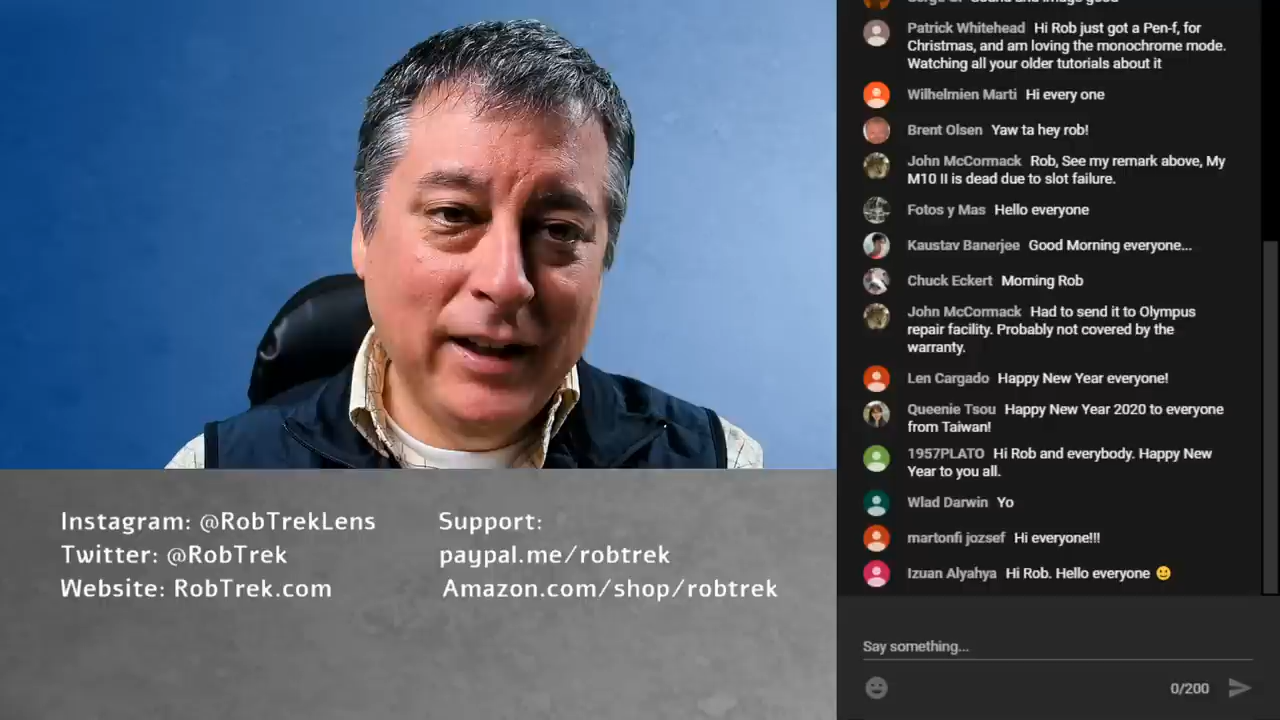 Instagram: @RobTrekLens
Twitter: @RobTrek
Website: RobTrek.com
Support:
paypal.me/robtrek
Amazon.com/shop/robtrek
Patrick Whitehead Hi Rob just got a Pen-f, for
Christmas, and am loving the monochrome mode.
Watching all your older tutorials about it
Wilhelmien Marti Hi every one
Brent Olsen Yaw ta hey rob!
John McCormack Rob, See my remark above, My
M10 II is dead due to slot failure.
Fotos y Mas Hello everyone
Kaustav Banerjee Good Morning everyone...
Chuck Eckert Morning Rob
John McCormack Had to send it to Olympus
repair facility. Probably not covered by the
warranty.
Len Cargado Happy New Year everyone!
Queenie Tsou Happy New Year 2020 to everyone
from Taiwan!
1957PLATO Hi Rob and everybody. Happy New
Year to you all.
Wlad Darwin Yo
martonfi jozsef Hi everyone!!!
Izuan Alyahya Hi Rob. Hello everyone 🙂
Say something...
0/200